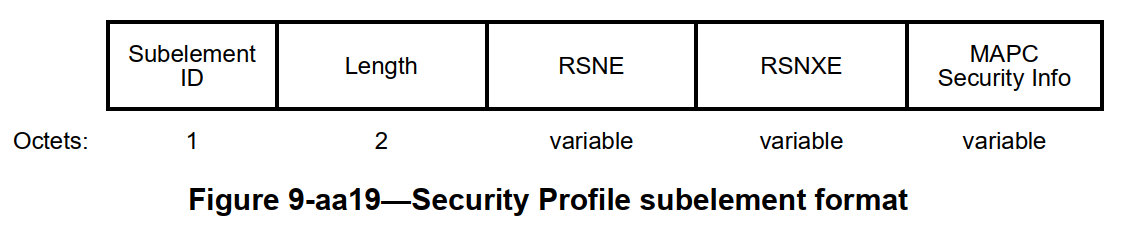 Subelement ID
Length
RSNE
RSNXE
MAPC Security Info
Octets: 1 2 variable variable variable
Figure 9-aa19—Security Profile subelement format